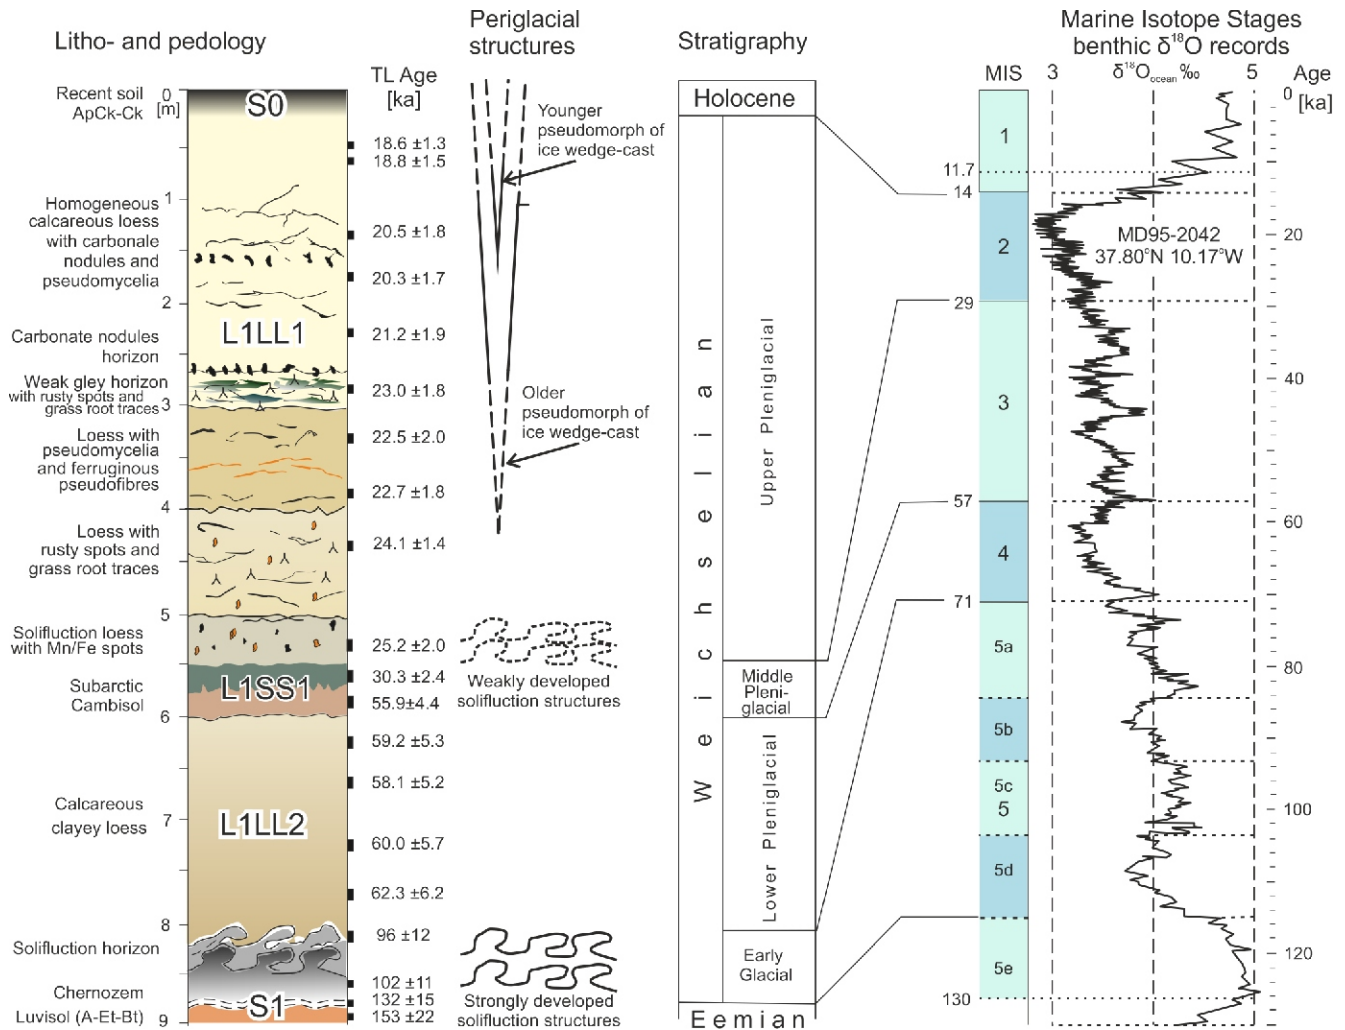 Litho- and pedology
TL Age
[ka]
Periglacial
structures
Stratigraphy
Marine Isotope Stages
benthic δ¹⁸O records
MIS
3
δ¹⁸O ocean ‰
5
Age
[ka]
Recent soil
ApCk-Ck
Homogeneous
calcareous loess
with carbonale
nodules and
pseudomycelia
Carbonate nodules
horizon
Weak gley horizon
with rusty spots and
grass root traces
Loess with
pseudomycelia
and ferruginous
pseudofibres
Loess with
rusty spots and
grass root traces
Solifluction loess
with Mn/Fe spots
Subarctic
Cambisol
Calcareous
clayey loess
Solifluction horizon
Chernozem
Luvisol (A-Et-Bt)
0
[m]
1
2
3
4
5
6
7
8
9
S0
L1LL1
L1SS1
L1LL2
S1
18.6 ±1.3
18.8 ±1.5
20.5 ±1.8
20.3 ±1.7
21.2 ±1.9
23.0 ±1.8
22.5 ±2.0
22.7 ±1.8
24.1 ±1.4
25.2 ±2.0
30.3 ±2.4
55.9±4.4
59.2 ±5.3
58.1 ±5.2
60.0 ±5.7
62.3 ±6.2
96 ±12
102 ±11
132 ±15
153 ±22
Younger
pseudomorph of
ice wedge-cast
Older
pseudomorph of
ice wedge-cast
Weakly developed
solifluction structures
Strongly developed
solifluction structures
Holocene
Weichselian
Upper Pleniglacial
Middle
Pleni-
glacial
Lower Pleniglacial
Early
Glacial
Eemian
11.7
14
29
57
71
130
1
2
3
4
5a
5b
5c
5
5d
5e
MD95-2042
37.80°N 10.17°W
0
20
40
60
80
100
120